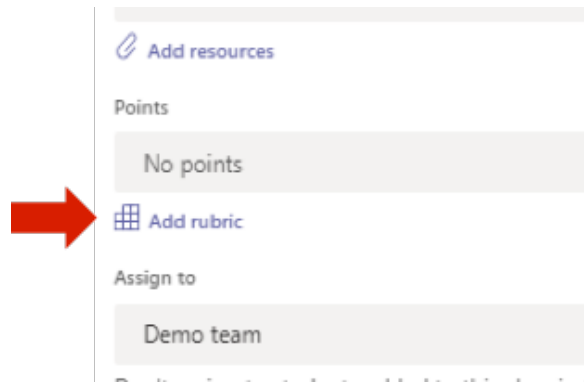 Add resources
Points
No points
Add rubric
Assign to
Demo team